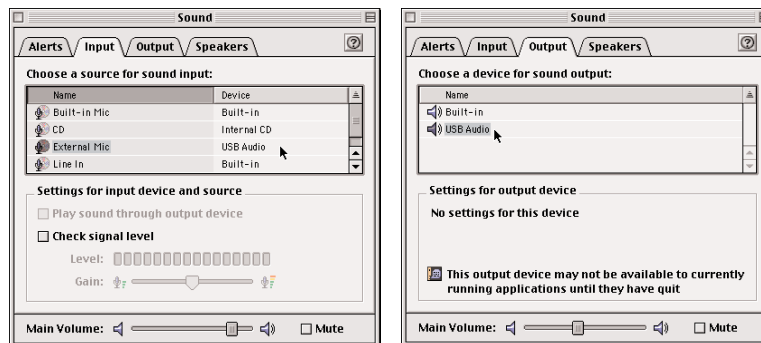 Sound
Alerts Input Output Speakers
Choose a source for sound input:
Name Device
Built-in Mic Built-in
CD Internal CD
External Mic USB Audio
Line In Built-in
Settings for input device and source
Play sound through output device
Check signal level
Level:
Gain:
Main Volume: Mute
Sound
Alerts Input Output Speakers
Choose a device for sound output:
Name
Built-in
USB Audio
Settings for output device
No settings for this device
This output device may not be available to currently
running applications until they have quit
Main Volume: Mute